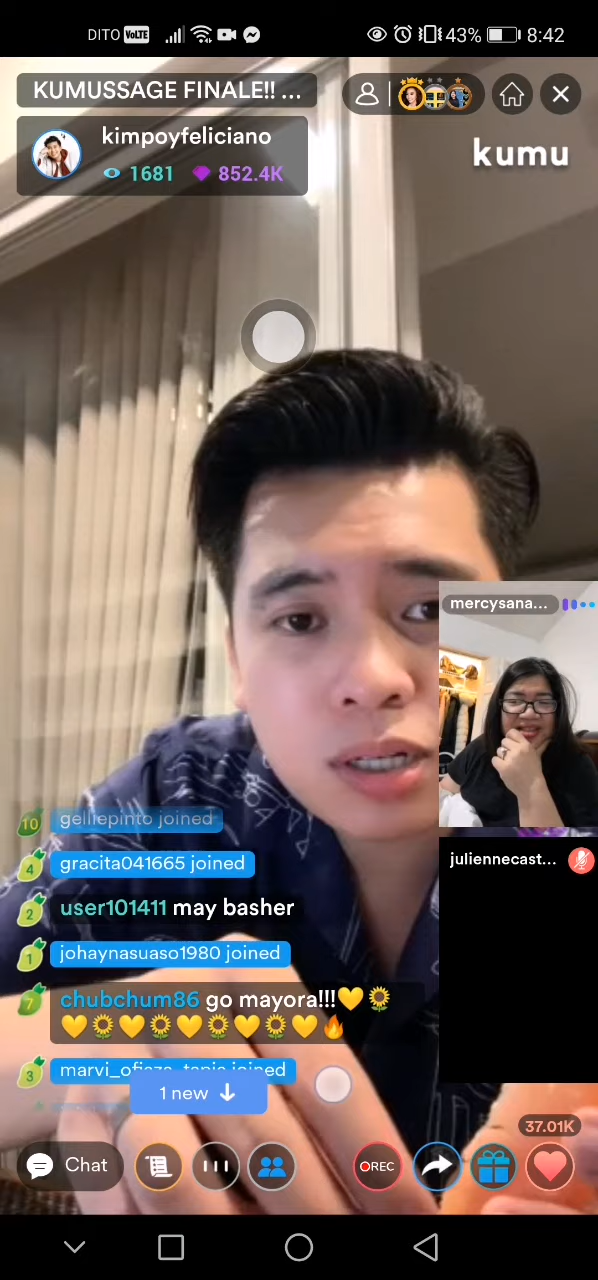 DITO VoLTE 43% 8:42
KUMUSSAGE FINALE!! ...
kimpoyfeliciano
1681 852.4K
kumu
mercysana...
juliennecast...
10 gelliepinto joined
4 gracita041665 joined
2 user101411 may basher
1 johaynasuaso1980 joined
7 chubchum86 go mayora!!!💛🌻
💛🌻💛🌻💛🌻💛🌻💛🔥
3 joined
1 new ↓
37.01K
Chat
REC